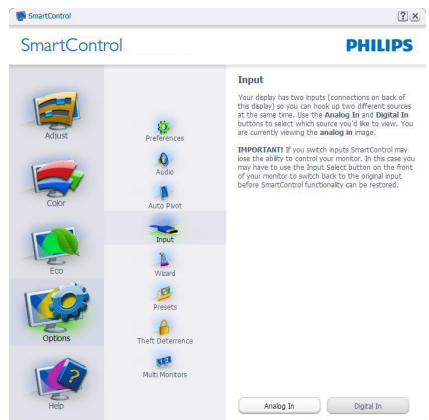 SmartControl
SmartControl
PHILIPS
Adjust
Color
Eco
Options
Help
Preferences
Audio
Auto Pivot
Input
Wizard
Presets
Theft Deterrence
Multi Monitors
Input
Your display has two inputs (connections on back of
this display) so you can hook up two different sources
at the same time. Use the Analog In and Digital In
buttons to select which source you'd like to view. You
are currently viewing the analog in image.
IMPORTANT! If you switch inputs SmartControl may
lose the ability to control your monitor. In this case you
may have to use the Input Select button on the front
of your monitor to switch back to the original input
before SmartControl functionality can be restored.
Analog In
Digital In